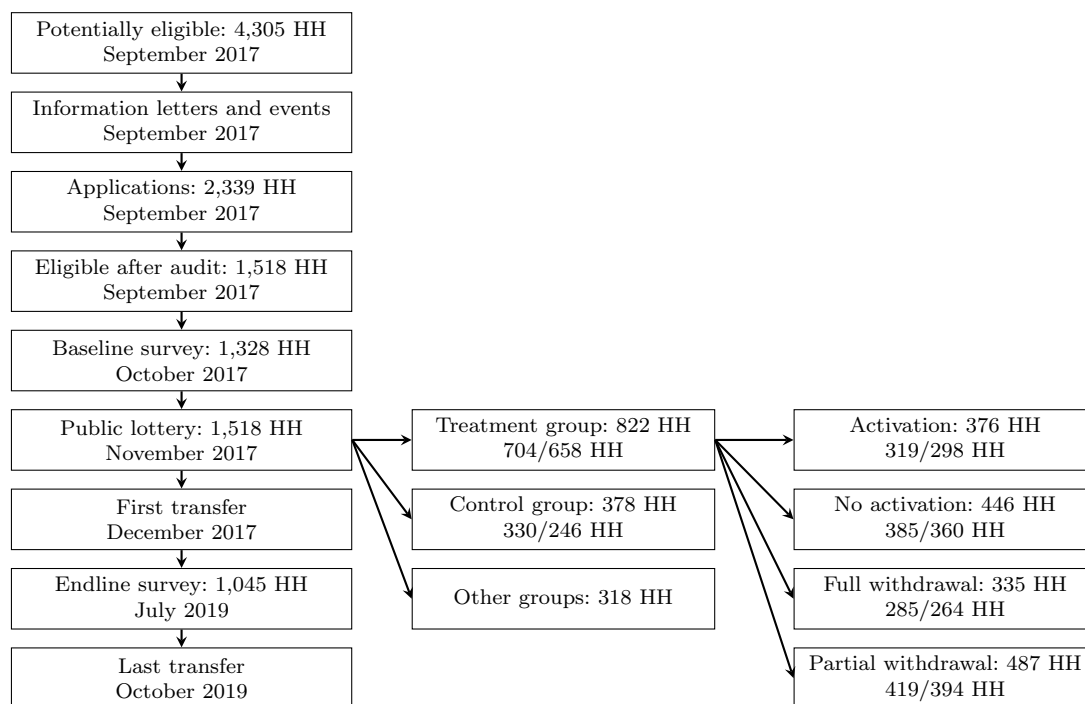 Potentially eligible: 4,305 HH
September 2017
Information letters and events
September 2017
Applications: 2,339 HH
September 2017
Eligible after audit: 1,518 HH
September 2017
Baseline survey: 1,328 HH
October 2017
Public lottery: 1,518 HH
November 2017
First transfer
December 2017
Endline survey: 1,045 HH
July 2019
Last transfer
October 2019
Treatment group: 822 HH
704/658 HH
Control group: 378 HH
330/246 HH
Other groups: 318 HH
Activation: 376 HH
319/298 HH
No activation: 446 HH
385/360 HH
Full withdrawal: 335 HH
285/264 HH
Partial withdrawal: 487 HH
419/394 HH